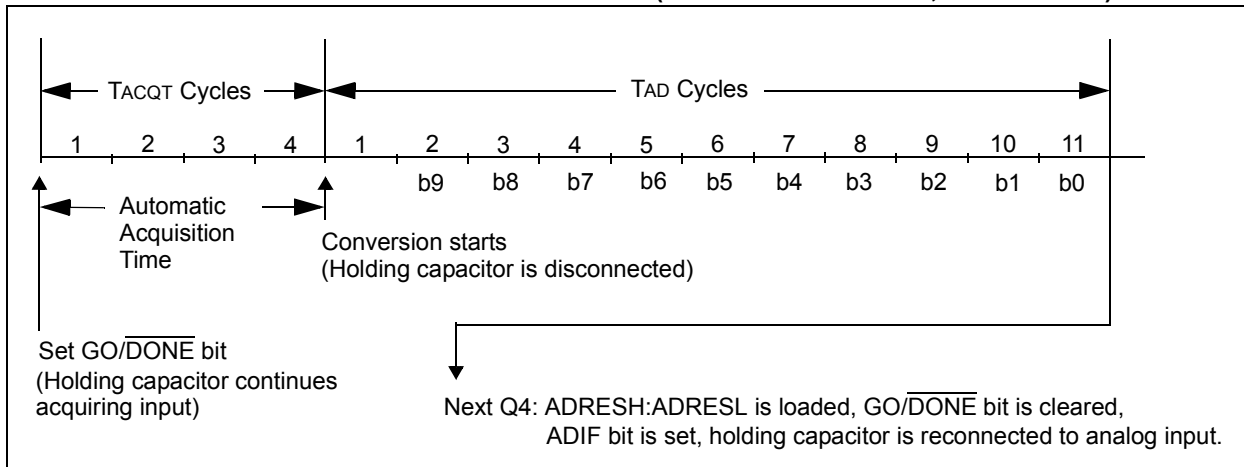 TACQT Cycles TAD Cycles
1 2 3 4 1 2 3 4 5 6 7 8 9 10 11
b9 b8 b7 b6 b5 b4 b3 b2 b1 b0
Automatic
Acquisition
Time
Conversion starts
(Holding capacitor is disconnected)
Set GO/DONE bit
(Holding capacitor continues
acquiring input)
Next Q4: ADRESH:ADRESL is loaded, GO/DONE bit is cleared,
ADIF bit is set, holding capacitor is reconnected to analog input.